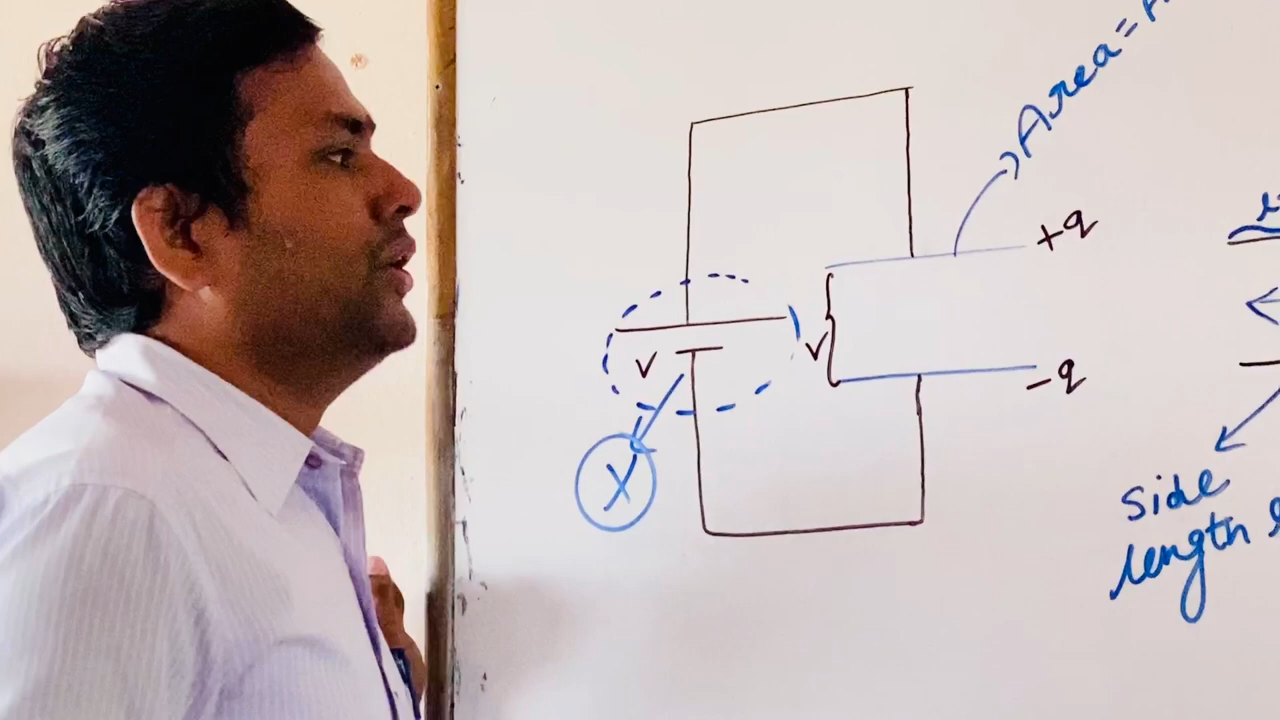 Area =
+q
V
V
-q
X
Side
length